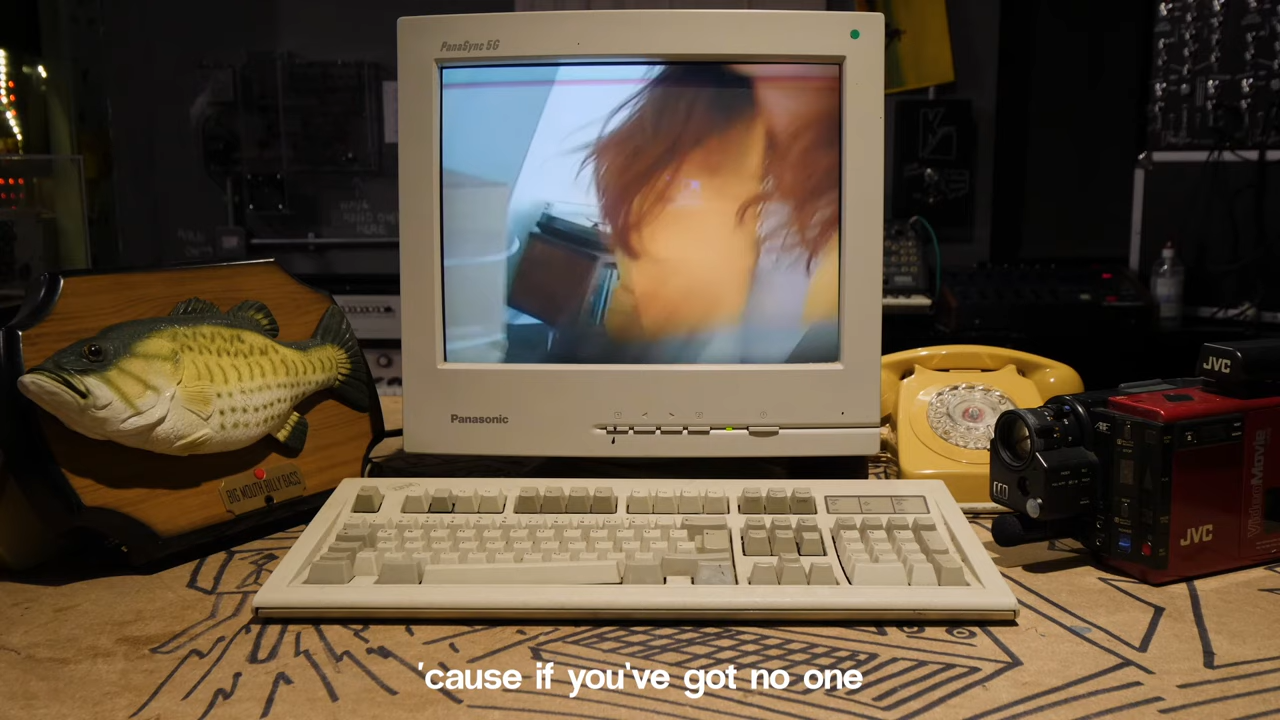 PanaSync 5G
Panasonic
BIG MOUTH BILLY BASS
JVC
VideoMovie
JVC
'cause if you've got no one